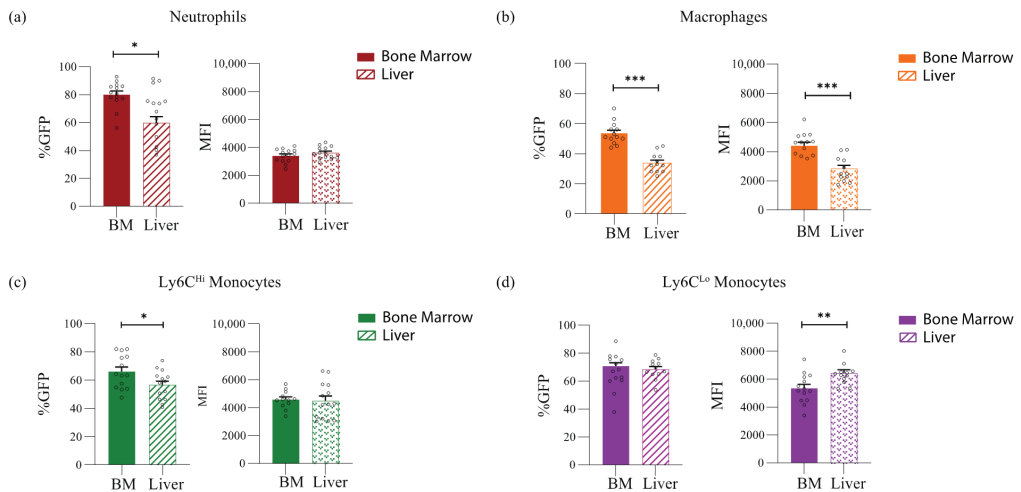 (a)
Neutrophils
Bone Marrow
Liver
*
%GFP
100
80
60
40
20
0
BM Liver
MFI
10,000
8000
6000
4000
2000
0
BM Liver
(b)
Macrophages
Bone Marrow
Liver
***
%GFP
100
80
60
40
20
0
BM Liver
***
MFI
10,000
8000
6000
4000
2000
0
BM Liver
(c)
Ly6C^Hi Monocytes
Bone Marrow
Liver
*
%GFP
100
80
60
40
20
0
BM Liver
MFI
10,000
8000
6000
4000
2000
0
BM Liver
(d)
Ly6C^Lo Monocytes
Bone Marrow
Liver
%GFP
100
80
60
40
20
0
BM Liver
**
MFI
10,000
8000
6000
4000
2000
0
BM Liver